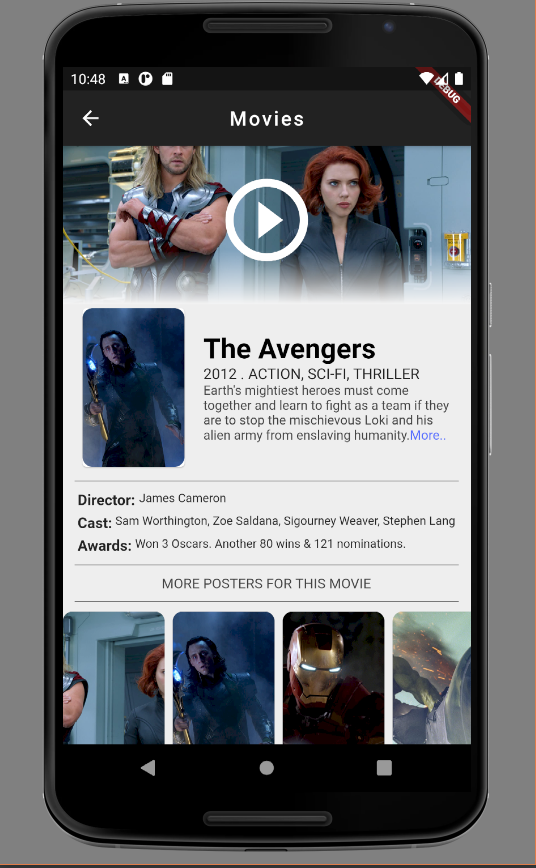 10:48
DEBUG
Movies
The Avengers
2012 . ACTION, SCI-FI, THRILLER
Earth's mightiest heroes must come
together and learn to fight as a team if they
are to stop the mischievous Loki and his
alien army from enslaving humanity.More..
Director: James Cameron
Cast: Sam Worthington, Zoe Saldana, Sigourney Weaver, Stephen Lang
Awards: Won 3 Oscars. Another 80 wins & 121 nominations.
MORE POSTERS FOR THIS MOVIE